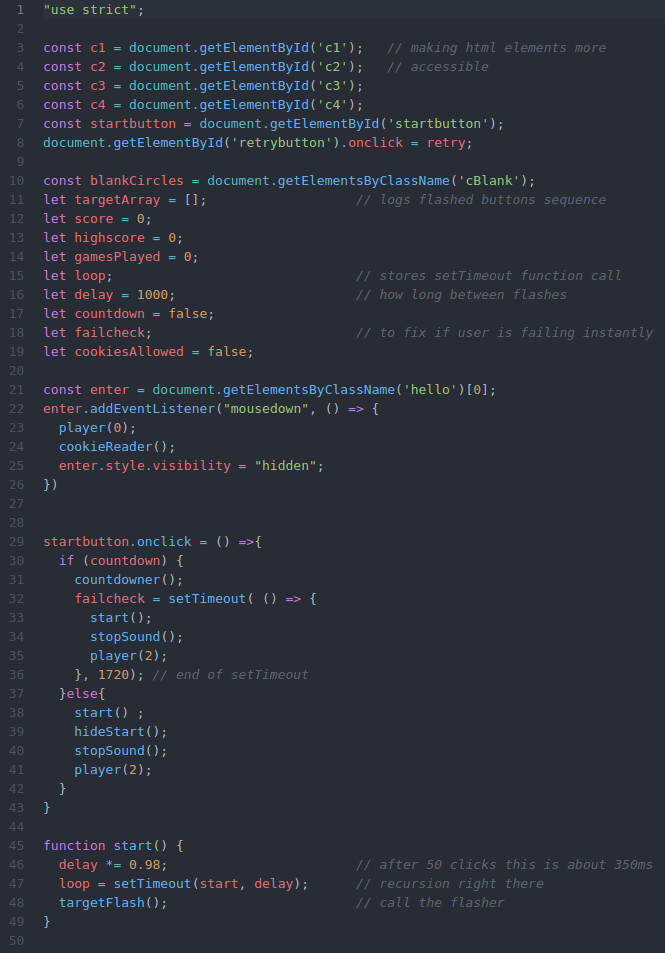 1 "use strict";
2
3 const c1 = document.getElementById('c1');   // making html elements more
4 const c2 = document.getElementById('c2');   // accessible
5 const c3 = document.getElementById('c3');
6 const c4 = document.getElementById('c4');
7 const startbutton = document.getElementById('startbutton');
8 document.getElementById('retrybutton').onclick = retry;
9
10 const blankCircles = document.getElementsByClassName('cBlank');
11 let targetArray = [];                   // logs flashed buttons sequence
12 let score = 0;
13 let highscore = 0;
14 let gamesPlayed = 0;
15 let loop;                               // stores setTimeout function call
16 let delay = 1000;                       // how long between flashes
17 let countdown = false;
18 let failcheck;                          // to fix if user is failing instantly
19 let cookiesAllowed = false;
20
21 const enter = document.getElementsByClassName('hello')[0];
22 enter.addEventListener("mousedown", () => {
23   player(0);
24   cookieReader();
25   enter.style.visibility = "hidden";
26 })
27
28
29 startbutton.onclick = () =>{
30   if (countdown) {
31     countdowner();
32     failcheck = setTimeout( () => {
33       start();
34       stopSound();
35       player(2);
36     }, 1720); // end of setTimeout
37   }else{
38     start() ;
39     hideStart();
40     stopSound();
41     player(2);
42   }
43 }
44
45 function start() {
46   delay *= 0.98;                        // after 50 clicks this is about 350ms
47   loop = setTimeout(start, delay);      // recursion right there
48   targetFlash();                        // call the flasher
49 }
50